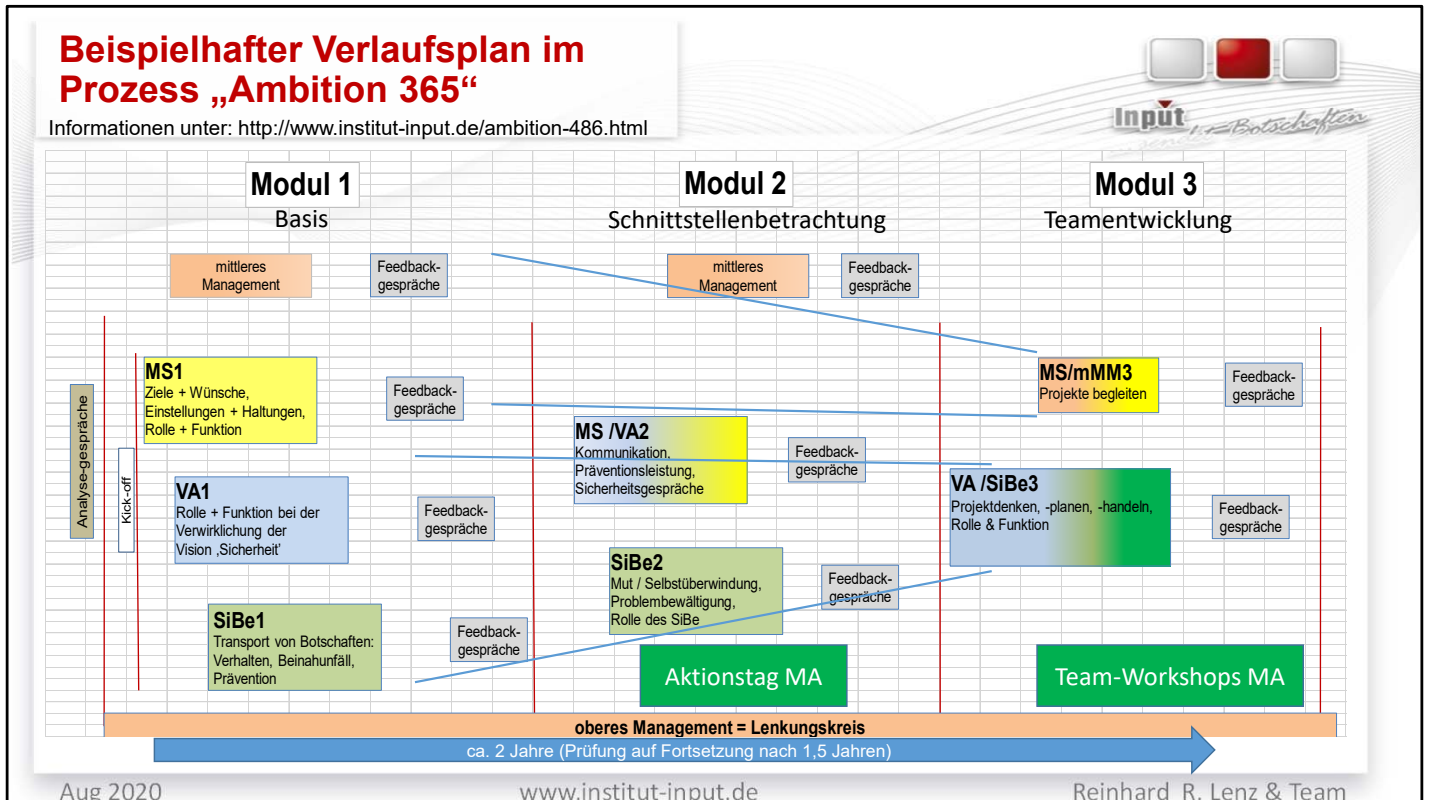 Beispielhafter Verlaufsplan im
Prozess „Ambition 365“
Informationen unter: http://www.institut-input.de/ambition-486.html
Input
...sender Botschaften
Modul 1
Basis
Modul 2
Schnittstellenbetrachtung
Modul 3
Teamentwicklung
mittleres
Management
Feedback-
gespräche
mittleres
Management
Feedback-
gespräche
Analyse-gespräche
Kick-off
MS1
Ziele + Wünsche,
Einstellungen + Haltungen,
Rolle + Funktion
Feedback-
gespräche
VA1
Rolle + Funktion bei der
Verwirklichung der
Vision ‚Sicherheit’
Feedback-
gespräche
SiBe1
Transport von Botschaften:
Verhalten, Beinahunfäll,
Prävention
Feedback-
gespräche
MS /VA2
Kommunikation,
Präventionsleistung,
Sicherheitsgespräche
Feedback-
gespräche
SiBe2
Mut / Selbstüberwindung,
Problembewältigung,
Rolle des SiBe
Feedback-
gespräche
Aktionstag MA
MS/mMM3
Projekte begleiten
Feedback-
gespräche
VA /SiBe3
Projektdenken, -planen, -handeln,
Rolle & Funktion
Feedback-
gespräche
Team-Workshops MA
oberes Management = Lenkungskreis
ca. 2 Jahre (Prüfung auf Fortsetzung nach 1,5 Jahren)
Aug 2020
www.institut-input.de
Reinhard R. Lenz & Team